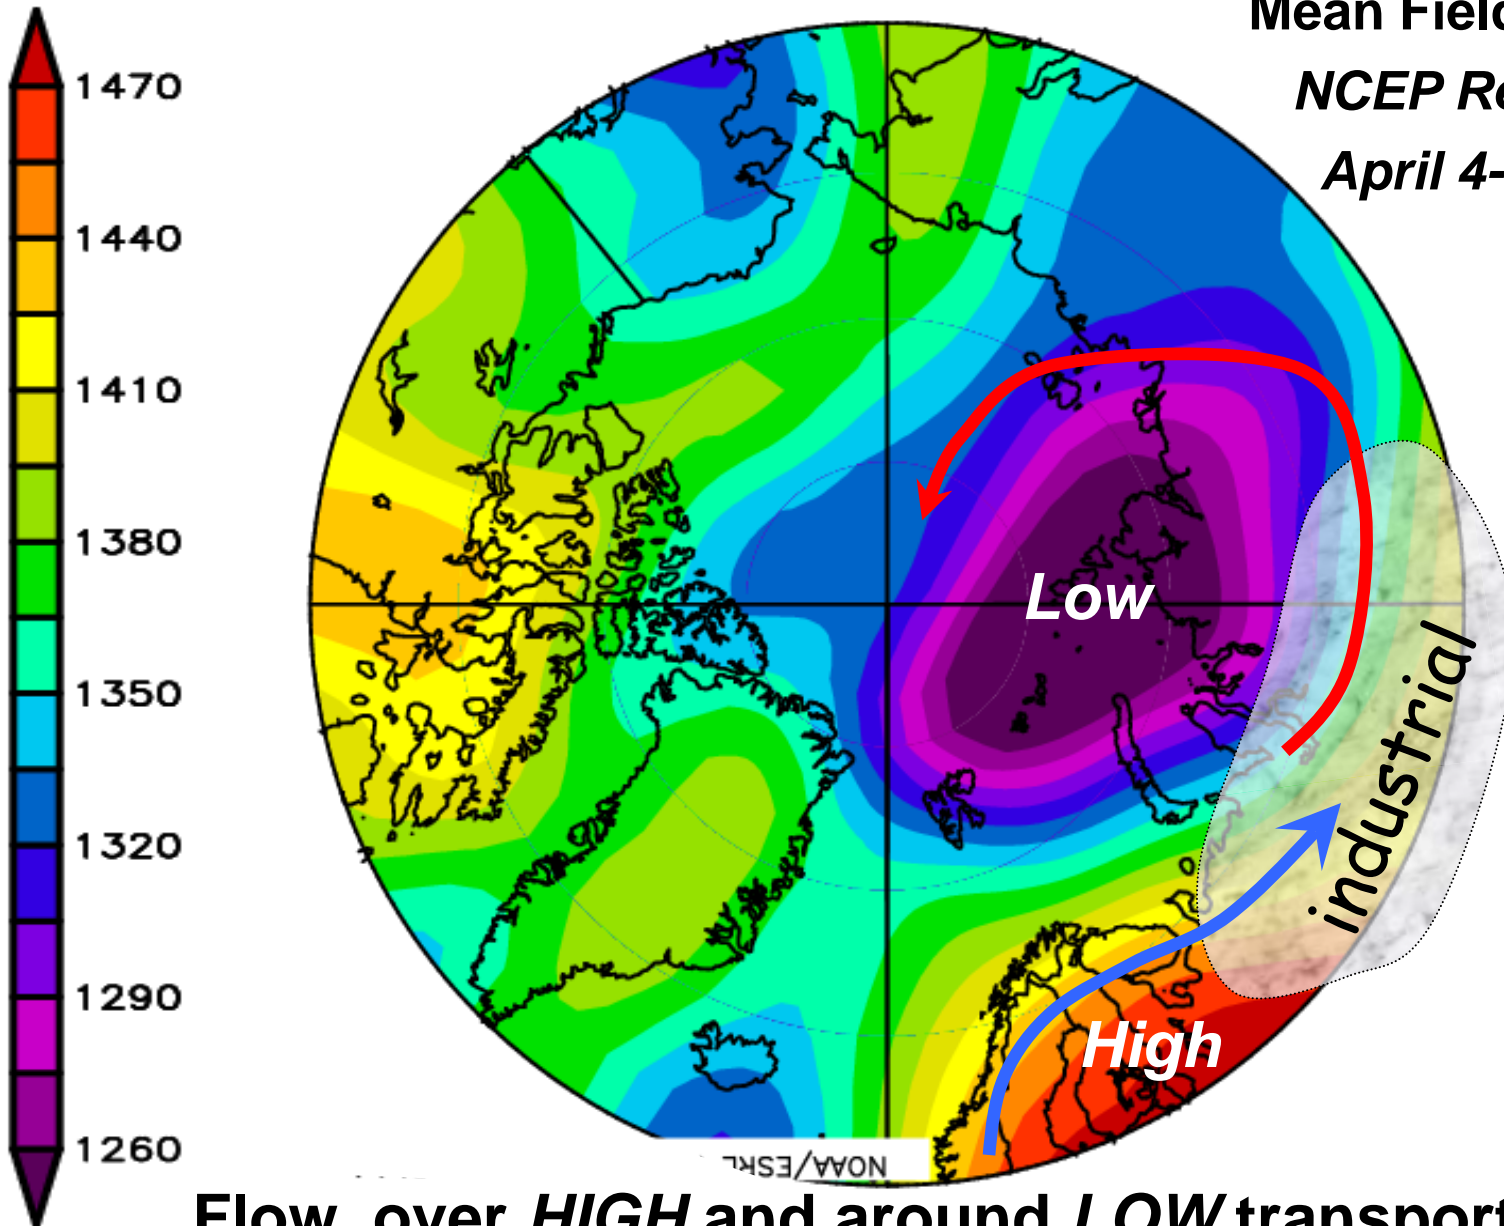 Mean Field
NCEP Re
April 4-
1470
1440
1410
1380
1350
1320
1290
1260
Low
industrial
High
NOAA/ESRL
Flow over HIGH and around LOW transport